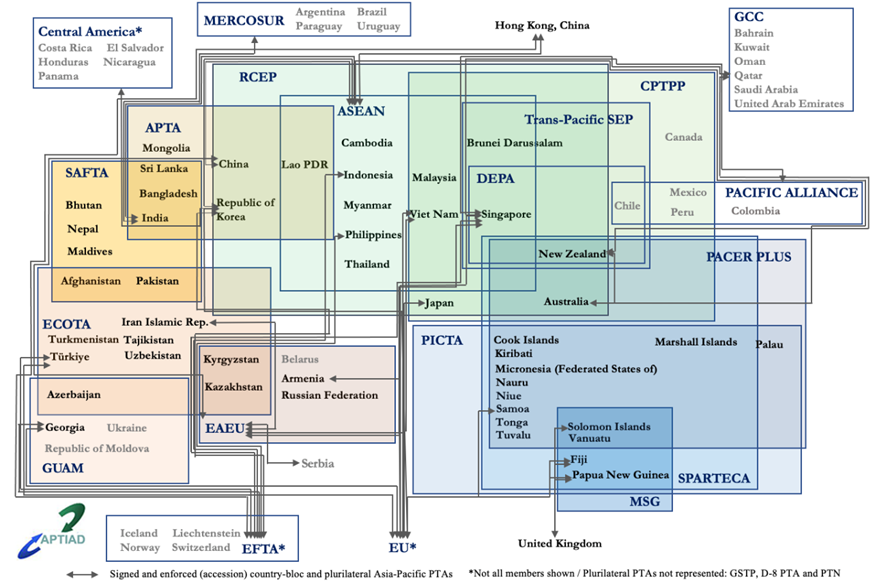 Central America*
Costa Rica El Salvador
Honduras Nicaragua
Panama
MERCOSUR
Argentina Brazil
Paraguay Uruguay
Hong Kong, China
GCC
Bahrain
Kuwait
Oman
Qatar
Saudi Arabia
United Arab Emirates
RCEP
CPTPP
APTA
Mongolia
Sri Lanka
Bangladesh
India
China
Republic of
Korea
Lao PDR
ASEAN
Cambodia
Indonesia
Myanmar
Philippines
Thailand
Malaysia
Viet Nam
Trans-Pacific SEP
Brunei Darussalam
DEPA
Singapore
Chile
Canada
Mexico
Peru
PACIFIC ALLIANCE
Colombia
New Zealand
Australia
Japan
PACER PLUS
SAFTA
Bhutan
Nepal
Maldives
Afghanistan Pakistan
ECOTA
Iran Islamic Rep.
Turkmenistan Tajikistan
Türkiye Uzbekistan
Azerbaijan
Kyrgyzstan
Kazakhstan
Belarus
Armenia
Russian Federation
EAEU
Georgia Ukraine
Republic of Moldova
GUAM
Serbia
PICTA
Cook Islands
Kiribati
Micronesia (Federated States of)
Nauru
Niue
Samoa
Tonga
Tuvalu
Marshall Islands Palau
Solomon Islands
Vanuatu
Fiji
Papua New Guinea
SPARTECA
MSG
APTIAD
Iceland Liechtenstein
Norway Switzerland
EFTA*
EU*
United Kingdom
Signed and enforced (accession) country-bloc and plurilateral Asia-Pacific PTAs
*Not all members shown / Plurilateral PTAs not represented: GSTP, D-8 PTA and PTN